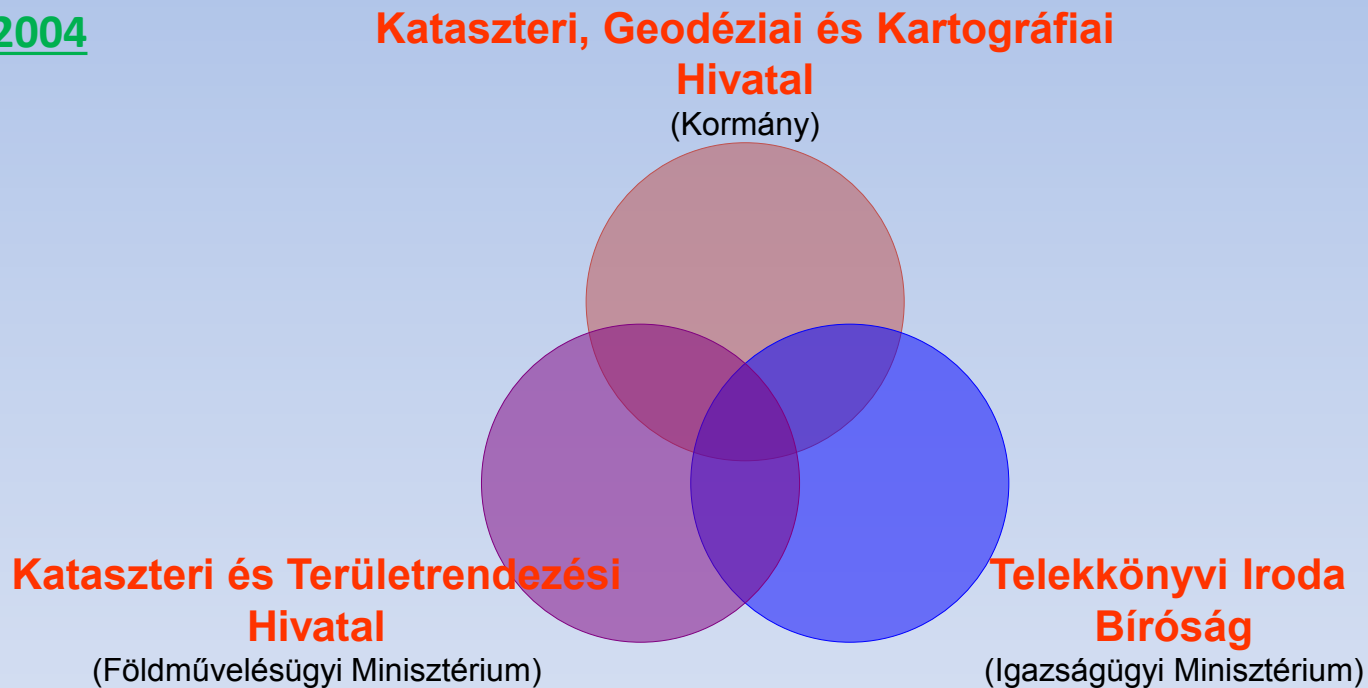 2004
Kataszteri, Geodéziai és Kartográfiai
Hivatal
(Kormány)
Kataszteri és Területrendezési
Hivatal
(Földművelésügyi Minisztérium)
Telekkönyvi Iroda
Bíróság
(Igazságügyi Minisztérium)